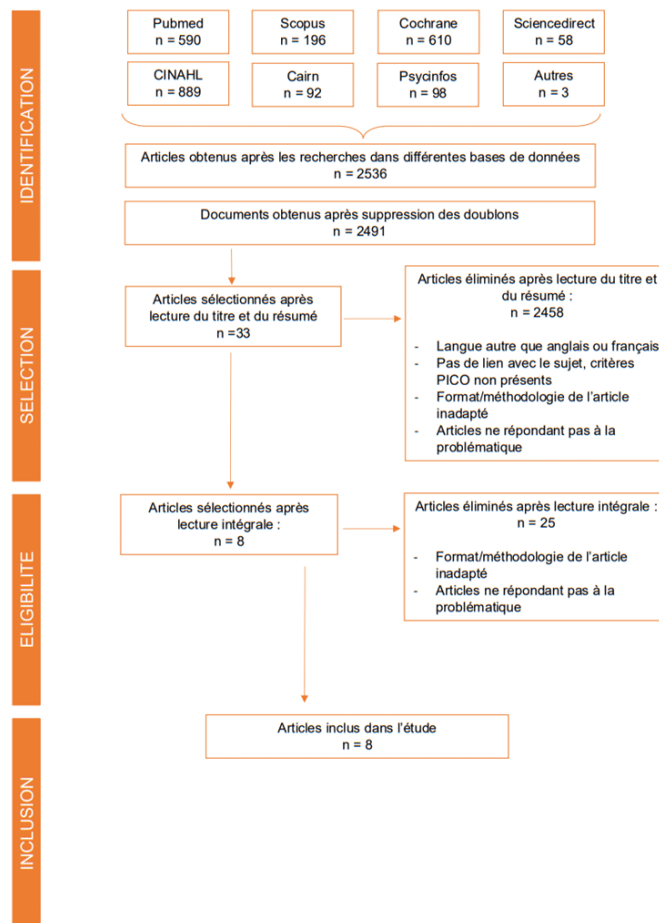 IDENTIFICATION
Pubmed
n = 590
Scopus
n = 196
Cochrane
n = 610
Sciencedirect
n = 58
CINAHL
n = 889
Cairn
n = 92
Psycinfos
n = 98
Autres
n = 3
Articles obtenus après les recherches dans différentes bases de données
n = 2536
Documents obtenus après suppression des doublons
n = 2491
SELECTION
Articles sélectionnés après
lecture du titre et du résumé
n =33
Articles éliminés après lecture du titre et
du résumé :
n = 2458
- Langue autre que anglais ou français
- Pas de lien avec le sujet, critères
PICO non présents
- Format/méthodologie de l'article
inadapté
- Articles ne répondant pas à la
problématique
ELIGIBILITE
Articles sélectionnés après
lecture intégrale :
n = 8
Articles éliminés après lecture intégrale :
n = 25
- Format/méthodologie de l'article
inadapté
- Articles ne répondant pas à la
problématique
INCLUSION
Articles inclus dans l'étude
n = 8